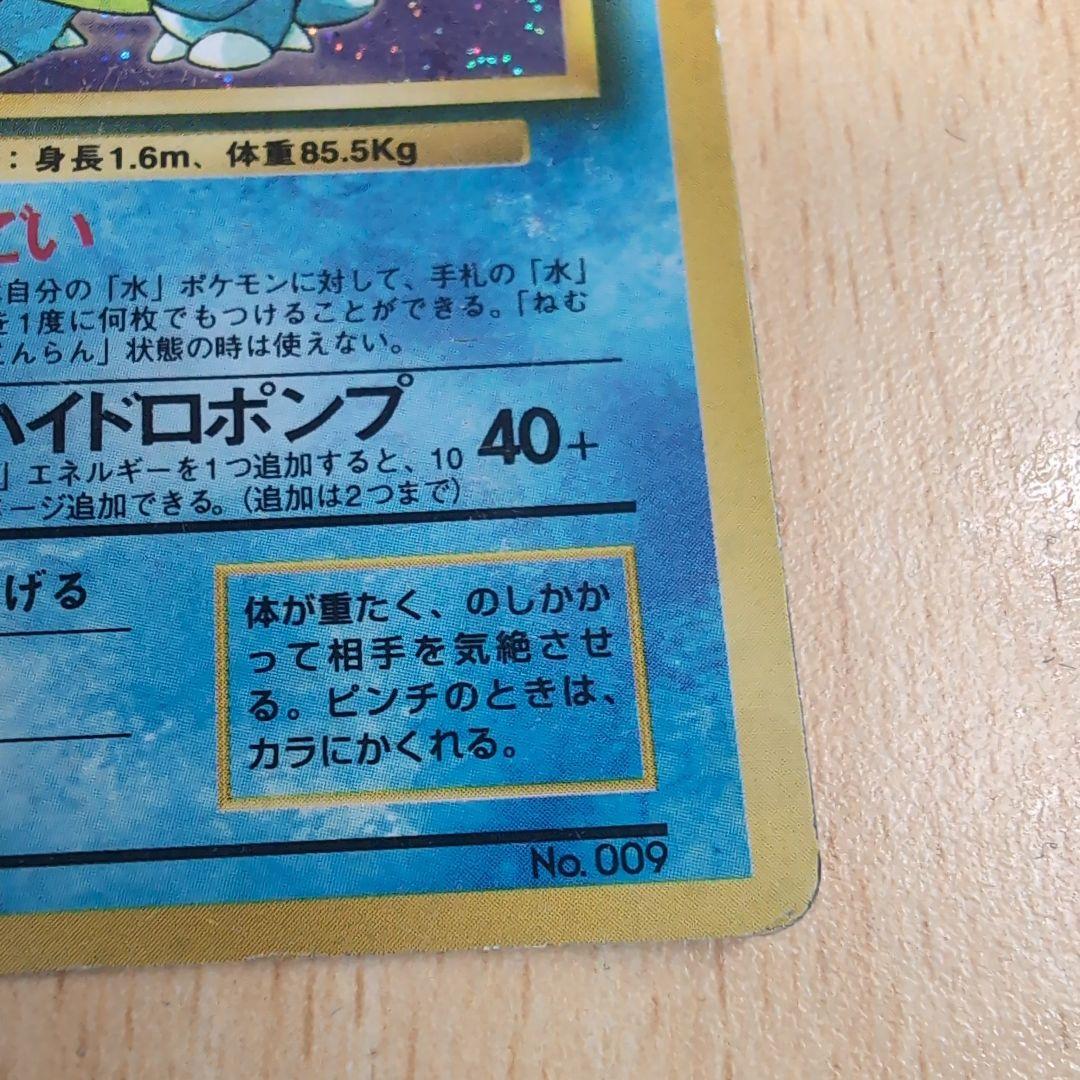 : 身長1.6m、体重85.5Kg
ごい
自分の「水」ポケモンに対して、手札の「水」
を1度に何枚でもつけることができる。「ねむ
こんらん」状態の時は使えない。
ハイドロポンプ 40+
」エネルギーを1つ追加すると、10
ージ追加できる。(追加は2つまで)
げる
体が重たく、のしかか
って相手を気絶させ
る。ピンチのときは、
カラにかくれる。
No. 009